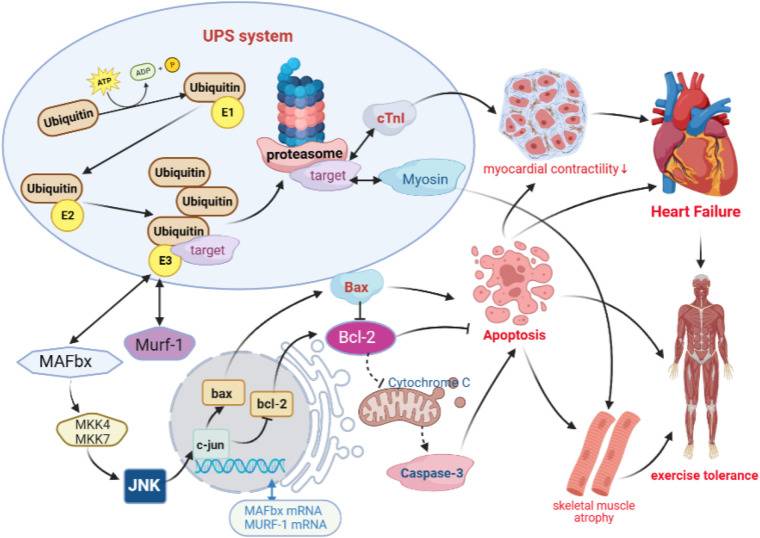 UPS system
ATP
ADP + P
Ubiquitin
Ubiquitin
E1
Ubiquitin
E2
Ubiquitin
Ubiquitin
Ubiquitin
E3
target
proteasome
target
cTnI
Myosin
myocardial contractility↓
Heart Failure
MAFbx
Murf-1
MKK4
MKK7
JNK
bax
bcl-2
c-jun
MAFbx mRNA
MURF-1 mRNA
Bax
Bcl-2
Cytochrome C
Caspase-3
Apoptosis
skeletal muscle
atrophy
exercise tolerance